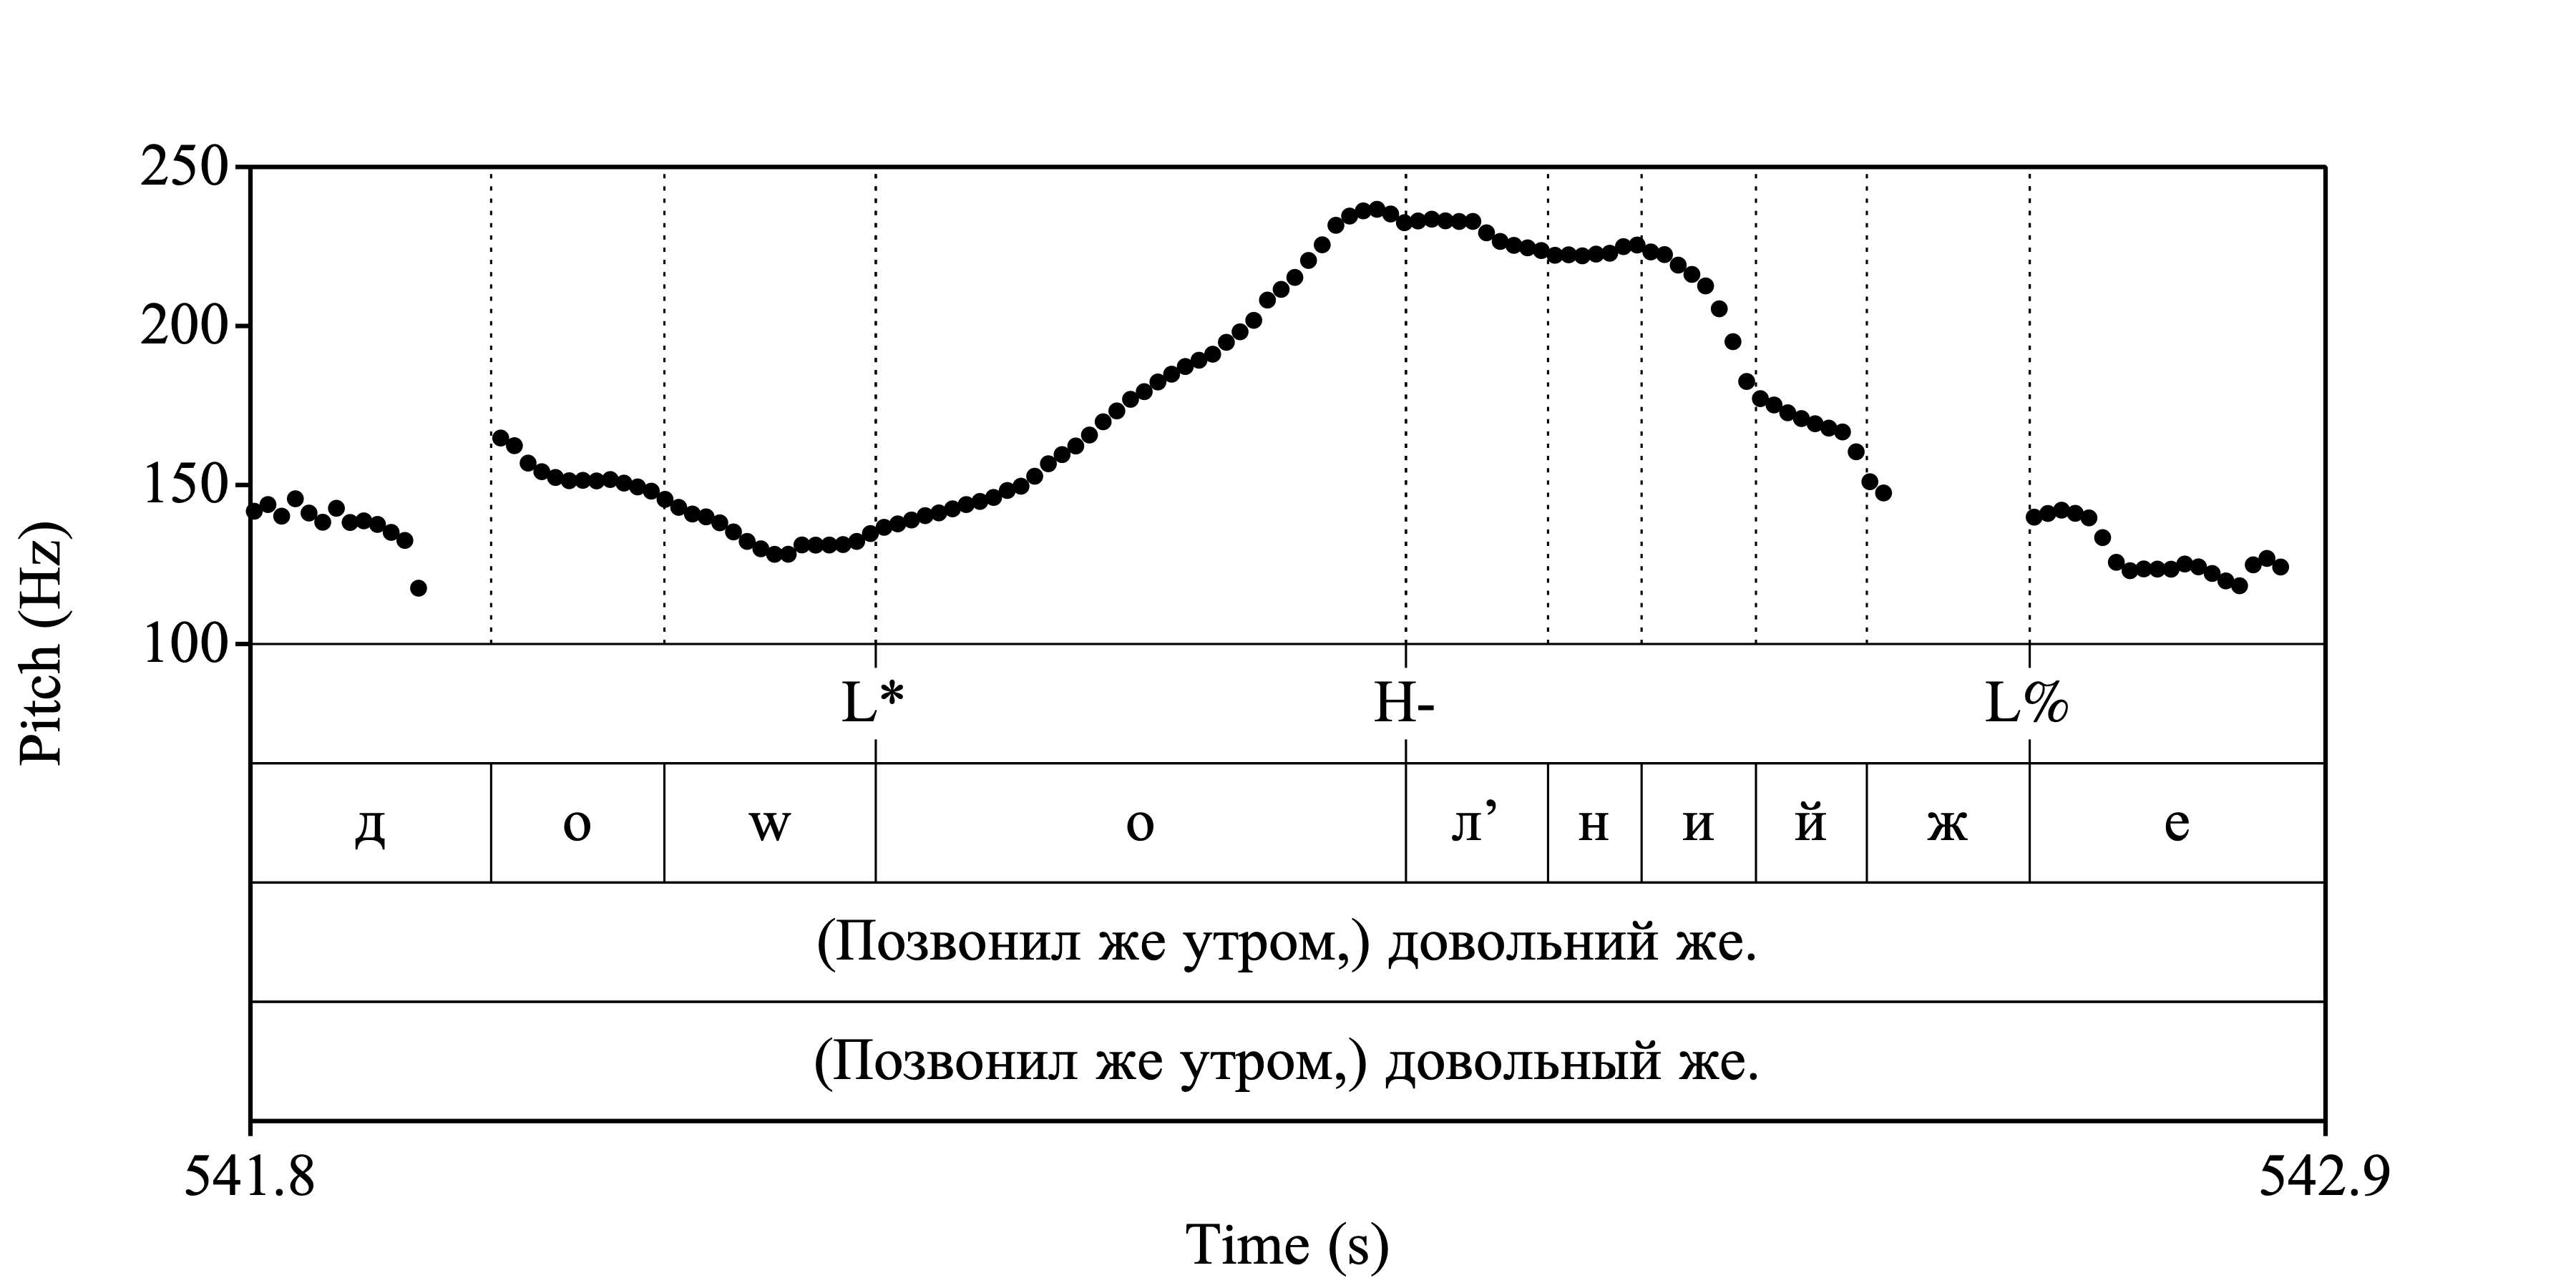 250
200
150
100
Pitch (Hz)
L* H- L%
д о w о л’ н и й ж е
(Позвонил же утром,) довольний же.
(Позвонил же утром,) довольный же.
541.8 542.9
Time (s)